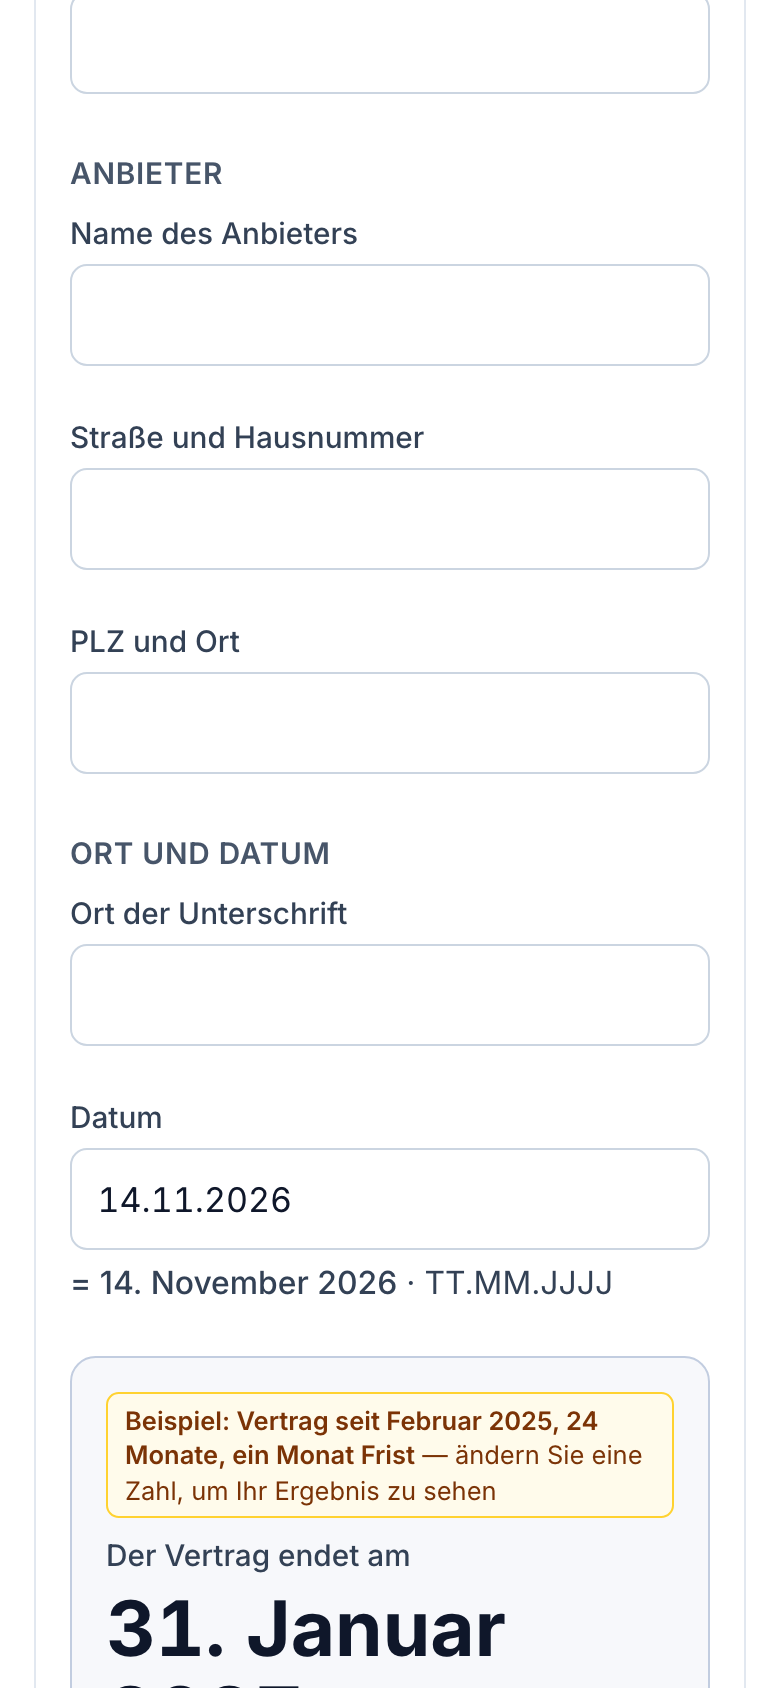 ANBIETER
Name des Anbieters
Straße und Hausnummer
PLZ und Ort
ORT UND DATUM
Ort der Unterschrift
Datum
14.11.2026
= 14. November 2026 · TT.MM.JJJJ
Beispiel: Vertrag seit Februar 2025, 24
Monate, ein Monat Frist — ändern Sie eine
Zahl, um Ihr Ergebnis zu sehen
Der Vertrag endet am
31. Januar